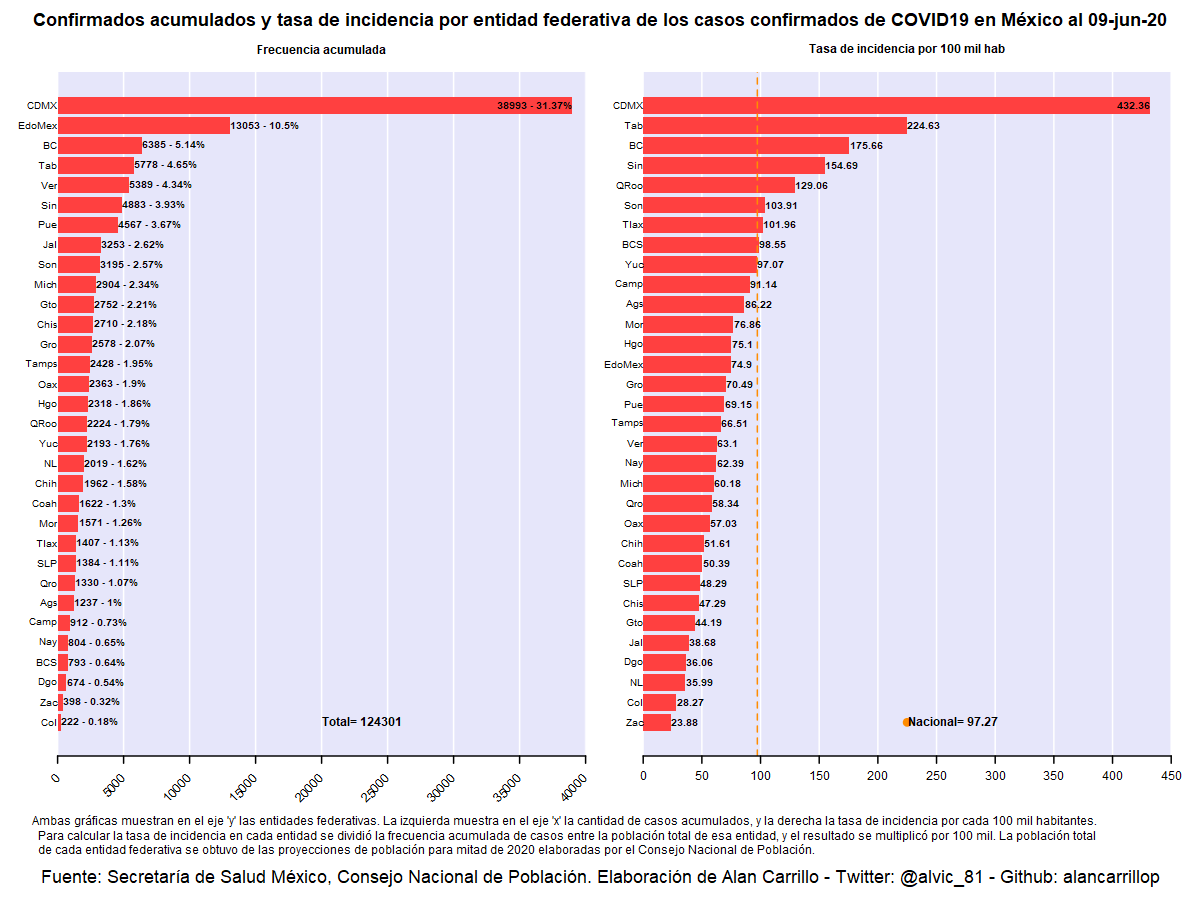 Confirmados acumulados y tasa de incidencia por entidad federativa de los casos confirmados de COVID19 en México al 09-jun-20
Frecuencia acumulada
CDMX 38993 - 31.37%
EdoMex 13053 - 10.5%
BC 6385 - 5.14%
Tab 5778 - 4.65%
Ver 5389 - 4.34%
Sin 4883 - 3.93%
Pue 4567 - 3.67%
Jal 3253 - 2.62%
Son 3195 - 2.57%
Mich 2904 - 2.34%
Gto 2752 - 2.21%
Chis 2710 - 2.18%
Gro 2578 - 2.07%
Tamps 2428 - 1.95%
Oax 2363 - 1.9%
Hgo 2318 - 1.86%
QRoo 2224 - 1.79%
Yuc 2193 - 1.76%
NL 2019 - 1.62%
Chih 1962 - 1.58%
Coah 1622 - 1.3%
Mor 1571 - 1.26%
Tlax 1407 - 1.13%
SLP 1384 - 1.11%
Qro 1330 - 1.07%
Ags 1237 - 1%
Camp 912 - 0.73%
Nay 804 - 0.65%
BCS 793 - 0.64%
Dgo 674 - 0.54%
Zac 398 - 0.32%
Col 222 - 0.18%
Total= 124301
0 5000 10000 15000 20000 25000 30000 35000 40000
Tasa de incidencia por 100 mil hab
CDMX 432.36
Tab 224.63
BC 175.66
Sin 154.69
QRoo 129.06
Son 103.91
Tlax 101.96
BCS 98.55
Yuc 97.07
Camp 91.14
Ags 86.22
Mor 76.86
Hgo 75.1
EdoMex 74.9
Gro 70.49
Pue 69.15
Tamps 66.51
Ver 63.1
Nay 62.39
Mich 60.18
Qro 58.34
Oax 57.03
Chih 51.61
Coah 50.39
SLP 48.29
Chis 47.29
Gto 44.19
Jal 38.68
Dgo 36.06
NL 35.99
Col 28.27
Zac 23.88
Nacional= 97.27
0 50 100 150 200 250 300 350 400 450
Ambas gráficas muestran en el eje 'y' las entidades federativas. La izquierda muestra en el eje 'x' la cantidad de casos acumulados, y la derecha la tasa de incidencia por cada 100 mil habitantes.
Para calcular la tasa de incidencia en cada entidad se dividió la frecuencia acumulada de casos entre la población total de esa entidad, y el resultado se multiplicó por 100 mil. La población total
de cada entidad federativa se obtuvo de las proyecciones de población para mitad de 2020 elaboradas por el Consejo Nacional de Población.
Fuente: Secretaría de Salud México, Consejo Nacional de Población. Elaboración de Alan Carrillo - Twitter: @alvic_81 - Github: alancarrillop